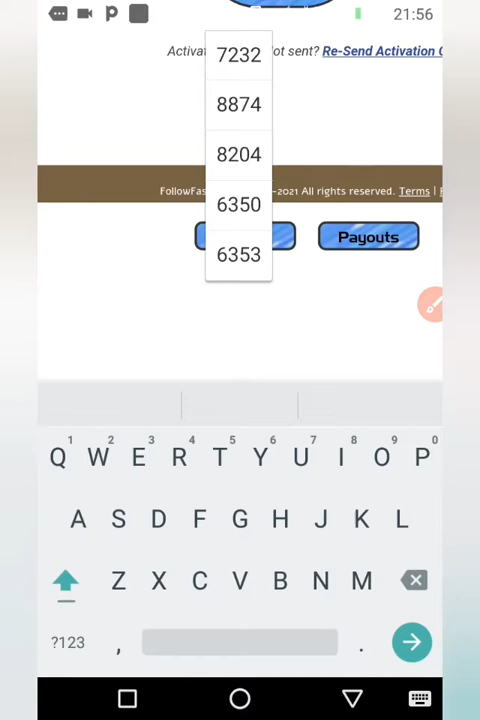 21:56
7232
Activat ot sent? Re-Send Activation C
8874
8204
FollowFas -2021 All rights reserved. Terms |
6350
Payouts
6353
1 2 3 4 5 6 7 8 9 0
Q W E R T Y U I O P
A S D F G H J K L
Z X C V B N M
?123 , .